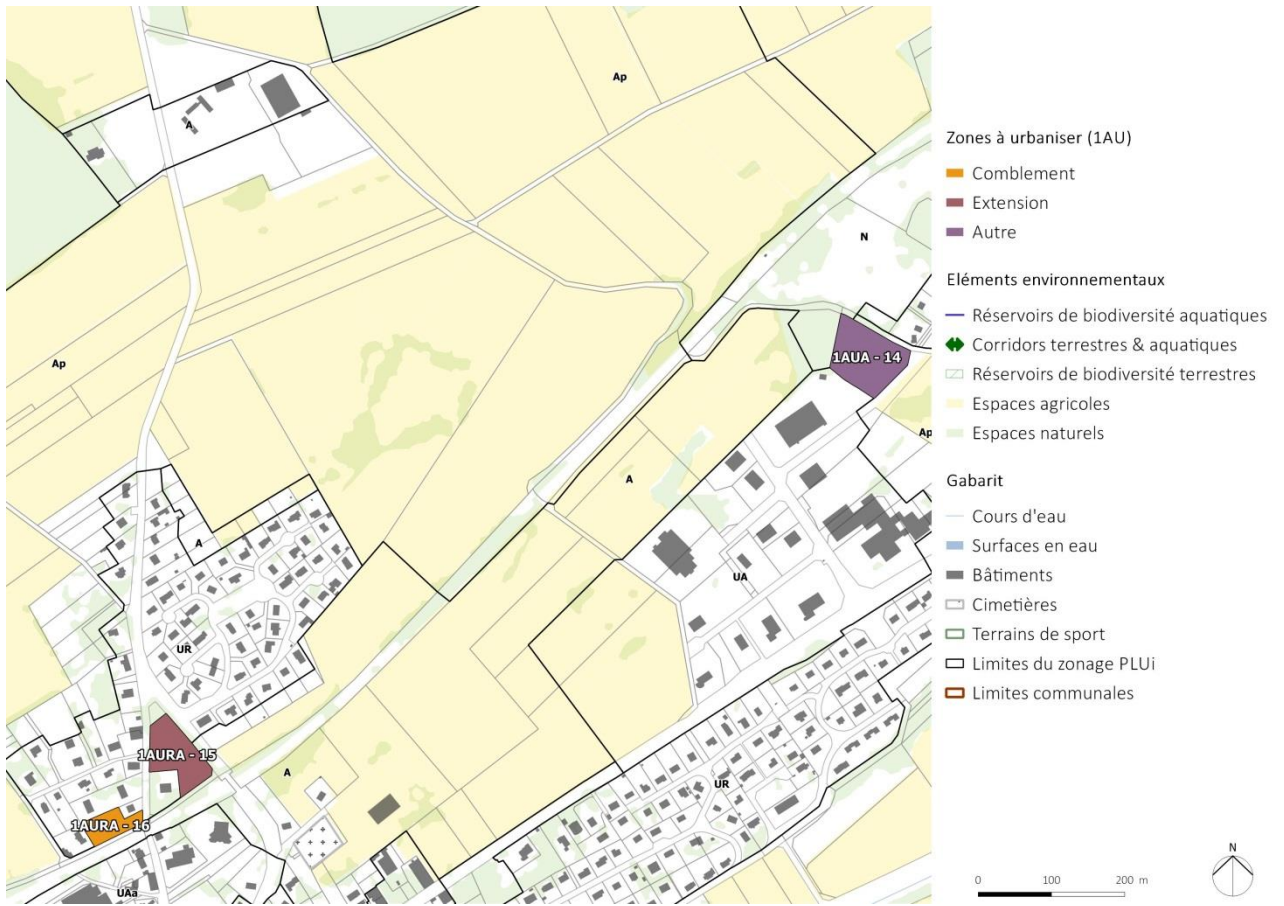 Ap
A
N
1AUA - 14
Ap
Ap
A
A
UA
UR
1AURA - 15
A
UR
1AURA - 16
UAa
Zones à urbaniser (1AU)
Comblement
Extension
Autre
Eléments environnementaux
Réservoirs de biodiversité aquatiques
Corridors terrestres & aquatiques
Réservoirs de biodiversité terrestres
Espaces agricoles
Espaces naturels
Gabarit
Cours d'eau
Surfaces en eau
Bâtiments
Cimetières
Terrains de sport
Limites du zonage PLUi
Limites communales
0 100 200 m
N